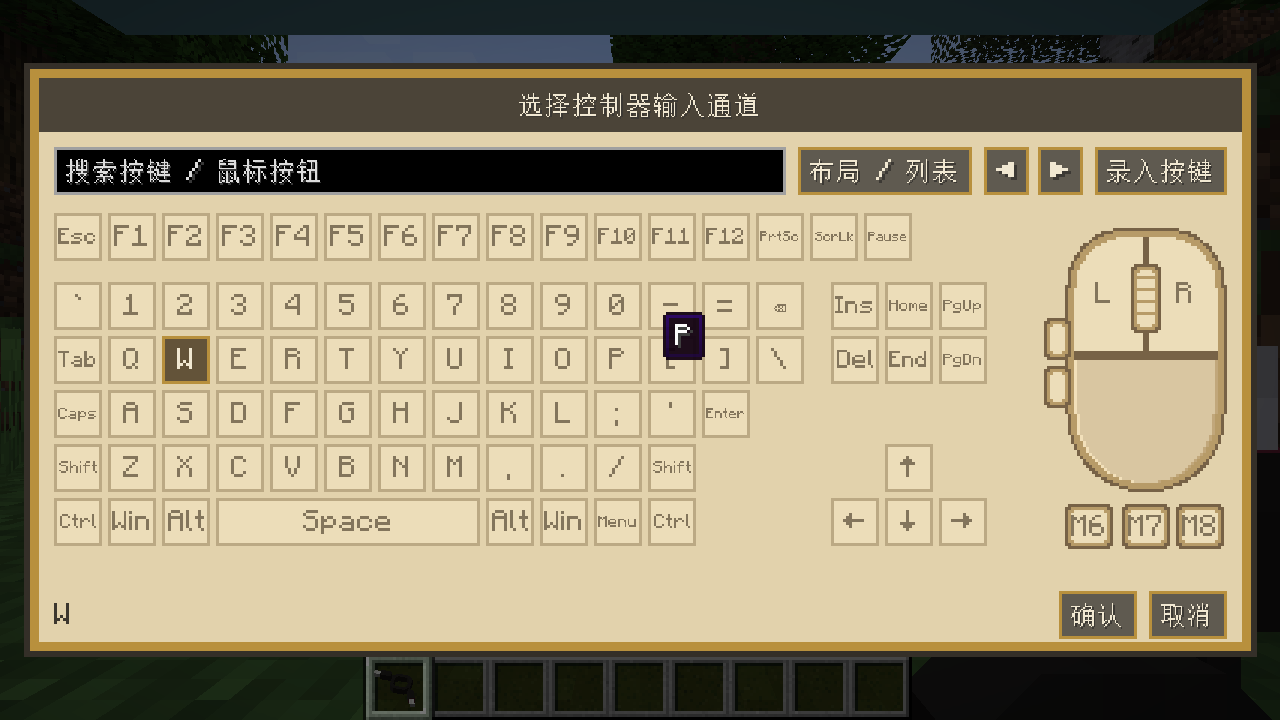 选择控制器输入通道
搜索按键 / 鼠标按钮 布局 / 列表 ◀ ▶ 录入按键
Esc F1 F2 F3 F4 F5 F6 F7 F8 F9 F10 F11 F12 PrtSc ScrLk Pause
L R
` 1 2 3 4 5 6 7 8 9 0 - = ⌫ Ins Home PgUp
P
Tab Q W E R T Y U I O P [ ] \ Del End PgDn
Caps A S D F G H J K L ; ' Enter
Shift Z X C V B N M , . / Shift ↑
Ctrl Win Alt Space Alt Win Menu Ctrl ← ↓ → M6 M7 M8
W 确认 取消